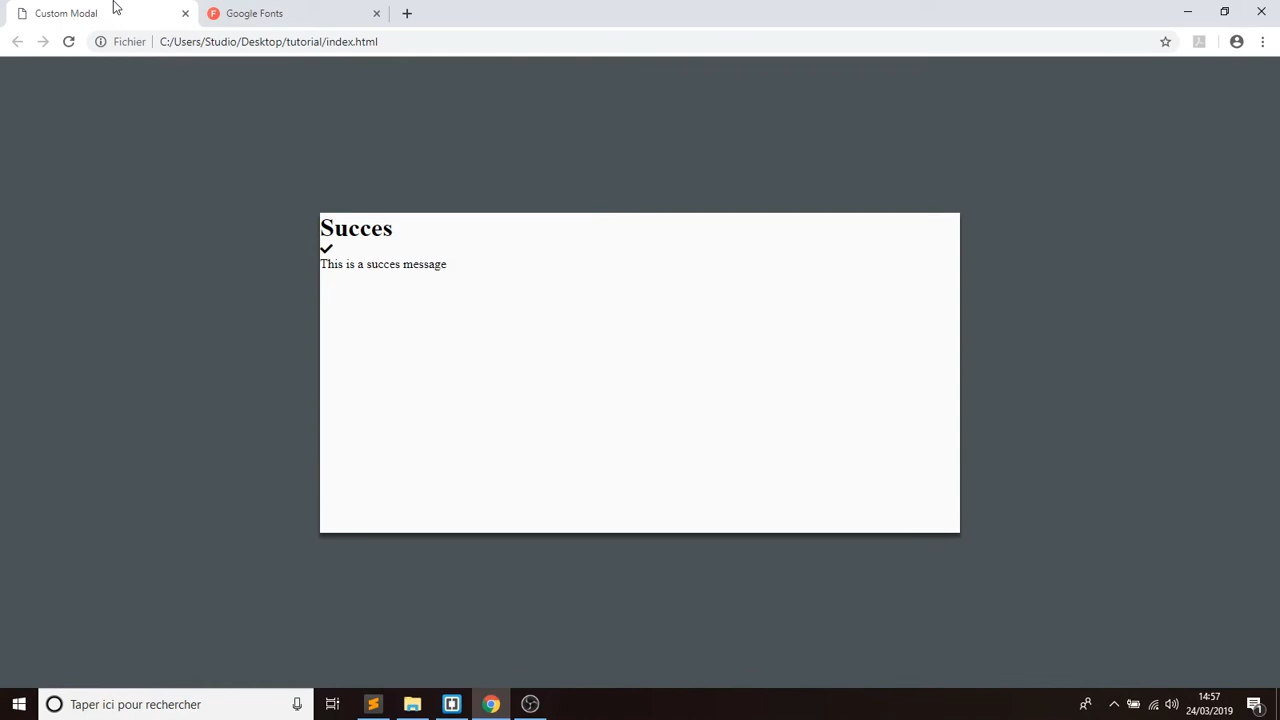 Custom Modal
Google Fonts
Fichier
C:/Users/Studio/Desktop/tutorial/index.html
Succes
This is a succes message
Taper ici pour rechercher
14:57
24/03/2019